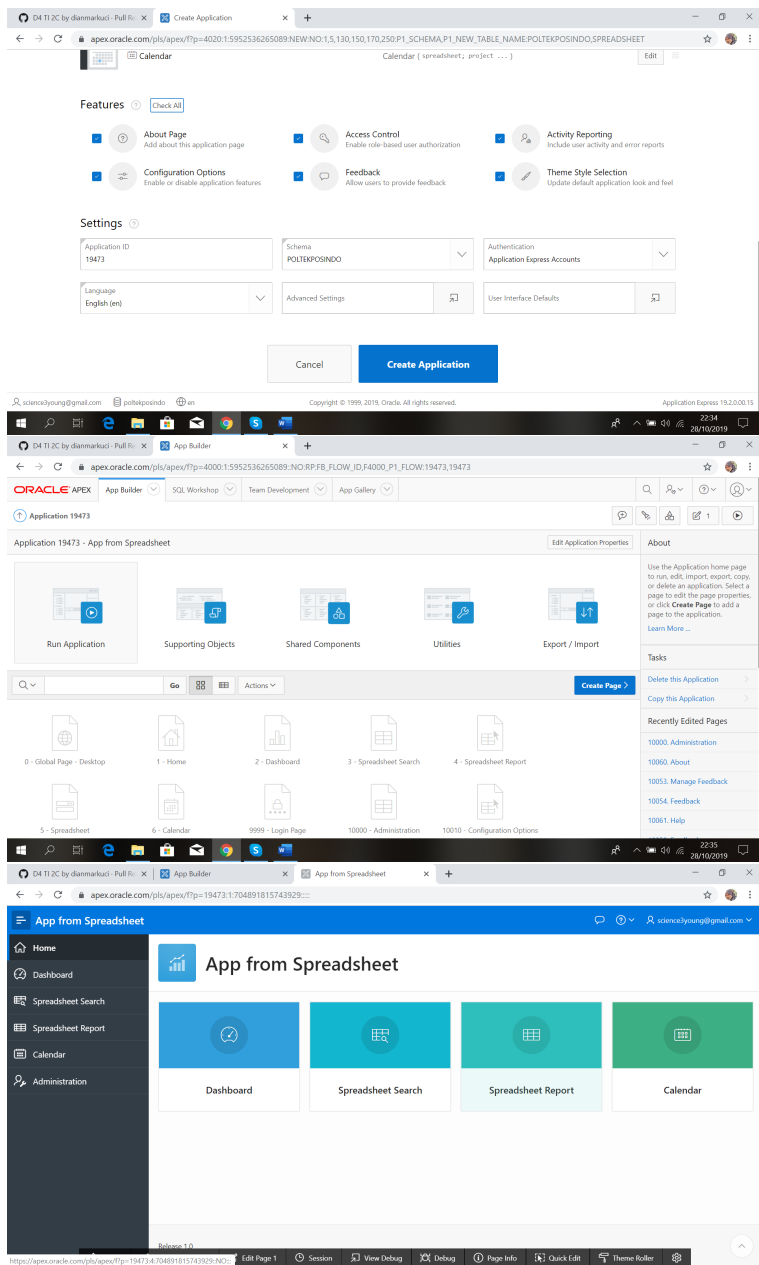 D4 TI 2C by dianmarkuci · Pull Re
Create Application
apex.oracle.com/pls/apex/f?p=4020:1:5952536265089:NEW:NO:1,5,130,150,170,250:P1_SCHEMA,P1_NEW_TABLE_NAME:POLTEKPOSINDO,SPREADSHEET
Calendar
Calendar ( spreadsheet; project ... )
Edit
Features
Check All
About Page
Add about this application page
Access Control
Enable role-based user authorization
Activity Reporting
Include user activity and error reports
Configuration Options
Enable or disable application features
Feedback
Allow users to provide feedback
Theme Style Selection
Update default application look and feel
Settings
Application ID
19473
Schema
POLTEKPOSINDO
Authentication
Application Express Accounts
Language
English (en)
Advanced Settings
User Interface Defaults
Cancel
Create Application
science3young@gmail.com
poltekposindo
en
Copyright © 1999, 2019, Oracle. All rights reserved.
Application Express 19.2.0.00.15
22:34
28/10/2019
D4 TI 2C by dianmarkuci · Pull Re
App Builder
apex.oracle.com/pls/apex/f?p=4000:1:5952536265089::NO:RP:FB_FLOW_ID,F4000_P1_FLOW:19473,19473
ORACLE APEX
App Builder
SQL Workshop
Team Development
App Gallery
Application 19473
1
Application 19473 - App from Spreadsheet
Edit Application Properties
About
Use the Application home page
to run, edit, import, export, copy,
or delete an application. Select a
page to edit the page properties,
or click Create Page to add a
page to the application.
Learn More ...
Run Application
Supporting Objects
Shared Components
Utilities
Export / Import
Tasks
Delete this Application
Copy this Application
Go
Actions
Create Page
Recently Edited Pages
10000. Administration
10060. About
10053. Manage Feedback
10054. Feedback
10061. Help
0 - Global Page - Desktop
1 - Home
2 - Dashboard
3 - Spreadsheet Search
4 - Spreadsheet Report
5 - Spreadsheet
6 - Calendar
9999 - Login Page
10000 - Administration
10010 - Configuration Options
22:35
28/10/2019
D4 TI 2C by dianmarkuci · Pull Re
App Builder
App from Spreadsheet
apex.oracle.com/pls/apex/f?p=19473:1:704891815743929:::::
App from Spreadsheet
science3young@gmail.com
Home
Dashboard
Spreadsheet Search
Spreadsheet Report
Calendar
Administration
App from Spreadsheet
Dashboard
Spreadsheet Search
Spreadsheet Report
Calendar
Release 1.0
https://apex.oracle.com/pls/apex/f?p=19473:4:704891815743929::NO:::
Edit Page 1
Session
View Debug
Debug
Page Info
Quick Edit
Theme Roller